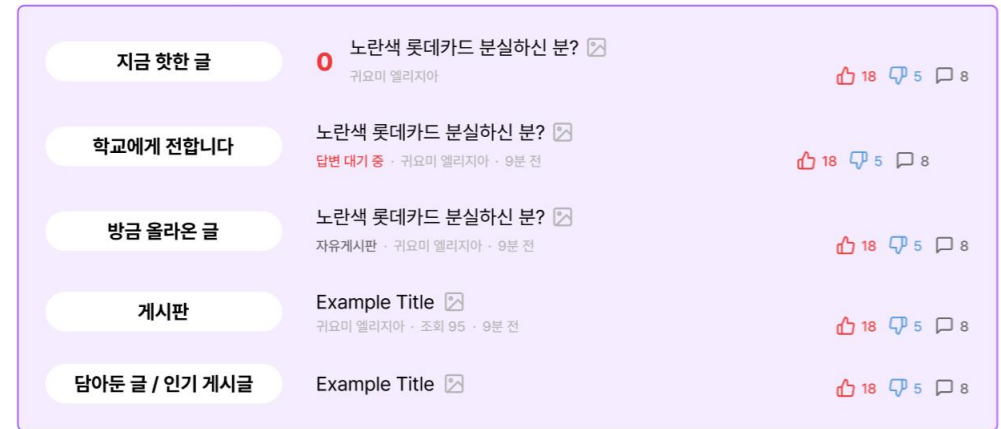 지금 핫한 글
0 노란색 롯데카드 분실하신 분?
귀요미 엘리지아
18 5 8
학교에게 전합니다
노란색 롯데카드 분실하신 분?
답변 대기 중 · 귀요미 엘리지아 · 9분 전
18 5 8
방금 올라온 글
노란색 롯데카드 분실하신 분?
자유게시판 · 귀요미 엘리지아 · 9분 전
18 5 8
게시판
Example Title
귀요미 엘리지아 · 조회 95 · 9분 전
18 5 8
담아둔 글 / 인기 게시글
Example Title
18 5 8